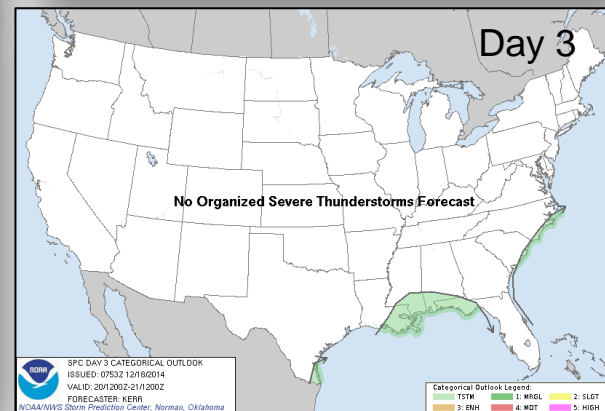 Day 3
No Organized Severe Thunderstorms Forecast
NOAA
SPC DAY 3 CATEGORICAL OUTLOOK
ISSUED: 0753Z 12/18/2014
VALID: 20/1200Z-21/1200Z
FORECASTER: KERR
NOAA/NWS Storm Prediction Center, Norman, Oklahoma
Categorical Outlook Legend:
TSTM 1: MRGL 2: SLGT
3: ENH 4: MDT 5: HIGH